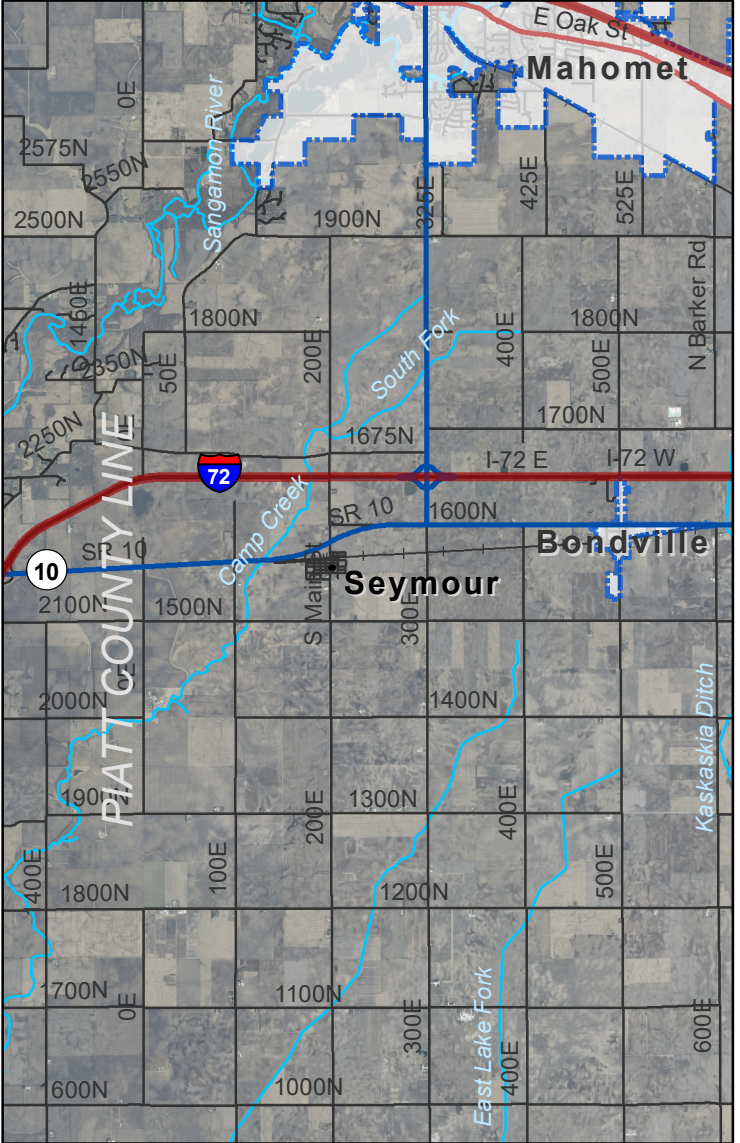 E Oak St
Mahomet
0E
Sangamon River
2575N
2550N
425E
525E
325E
2500N
1900N
N Barker Rd
1450E
1800N
1800N
South Fork
200E
400E
500E
2350N
50E
1700N
2250N
1675N
PIATT COUNTY LINE
I-72 E
I-72 W
72
Camp Creek
SR 10
1600N
SR 10
Bondville
10
Seymour
2100N
1500N
300E
0E
2000N
1400N
Kaskaskia Ditch
1900N
1300N
200E
400E
400E
100E
500E
1800N
1200N
1700N
1100N
0E
300E
East Lake Fork
400E
600E
1600N
1000N